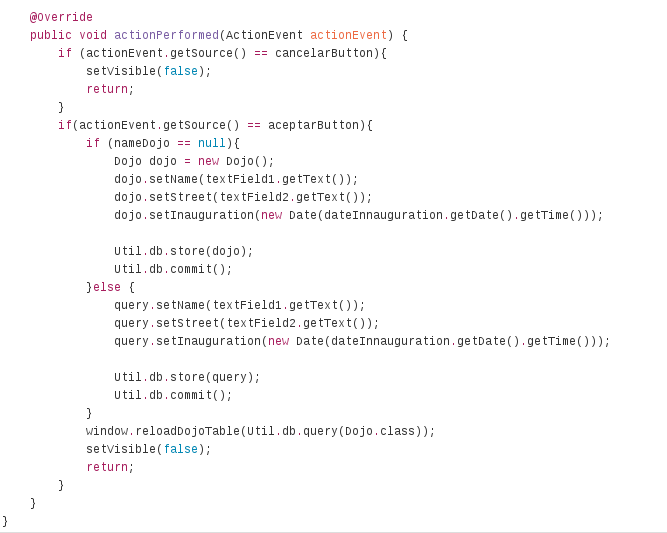 @Override
public void actionPerformed(ActionEvent actionEvent) {
if (actionEvent.getSource() == cancelarButton){
setVisible(false);
return;
}
if(actionEvent.getSource() == aceptarButton){
if (nameDojo == null){
Dojo dojo = new Dojo();
dojo.setName(textField1.getText());
dojo.setStreet(textField2.getText());
dojo.setInauguration(new Date(dateInnauguration.getDate().getTime()));
Util.db.store(dojo);
Util.db.commit();
}else {
query.setName(textField1.getText());
query.setStreet(textField2.getText());
query.setInauguration(new Date(dateInnauguration.getDate().getTime()));
Util.db.store(query);
Util.db.commit();
}
window.reloadDojoTable(Util.db.query(Dojo.class));
setVisible(false);
return;
}
}
}